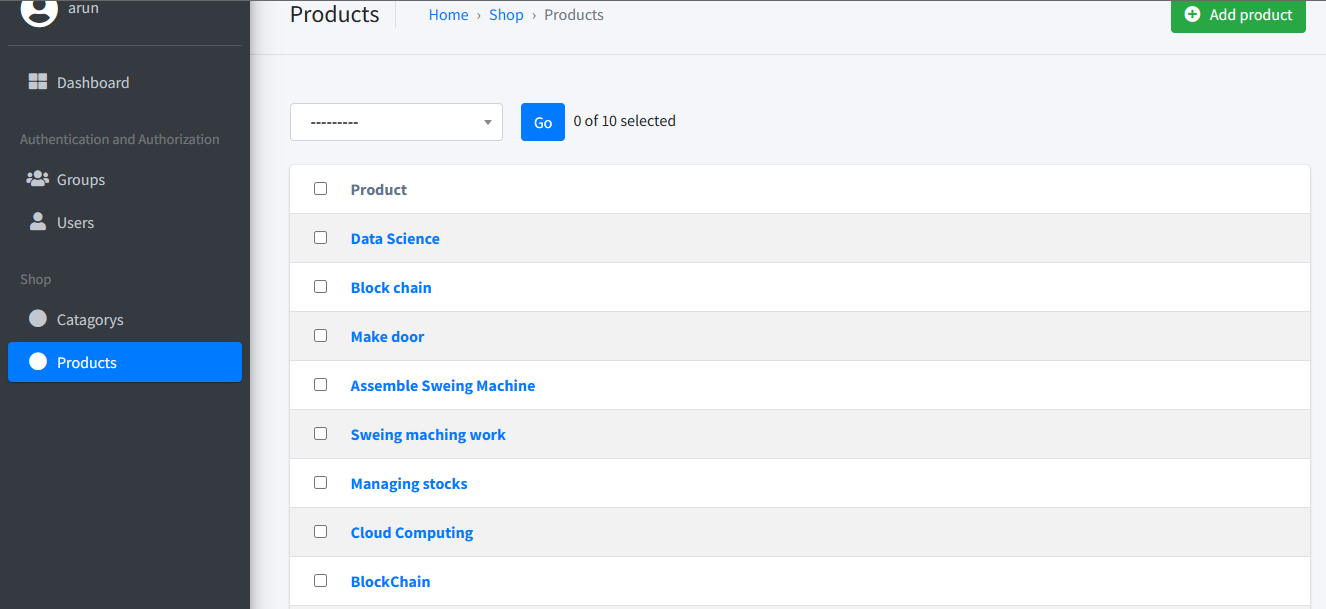 arun
Products
Home › Shop › Products
Add product
Dashboard
Authentication and Authorization
Groups
Users
Shop
Catagorys
Products
---------
Go
0 of 10 selected
Product
Data Science
Block chain
Make door
Assemble Sweing Machine
Sweing maching work
Managing stocks
Cloud Computing
BlockChain